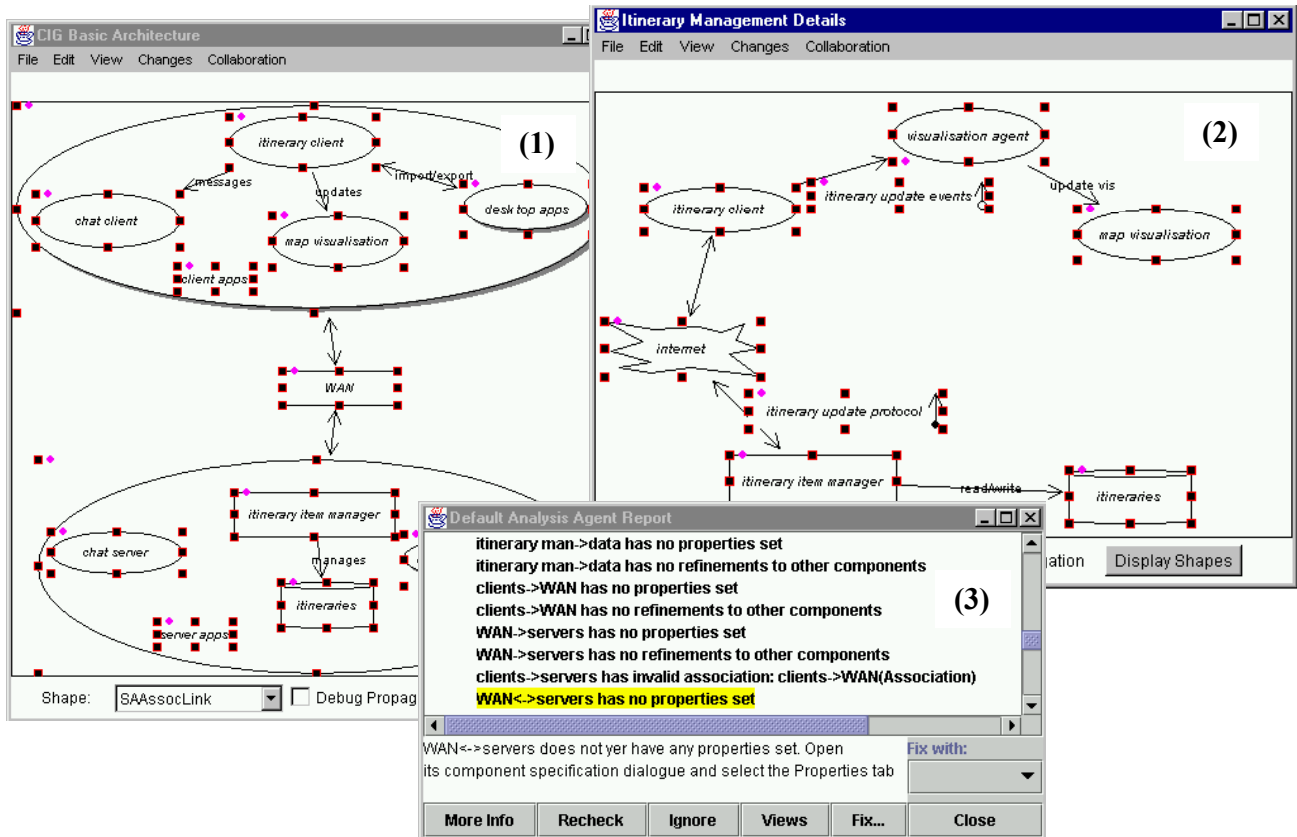 CIG Basic Architecture
File Edit View Changes Collaboration
(1)
itinerary client
messages
import/export
updates
chat client
desktop apps
map visualisation
client apps
WAN
itinerary item manager
chat server
manages
itineraries
server apps
Shape: SAAssocLink Debug Propag
Itinerary Management Details
File Edit View Changes Collaboration
(2)
visualisation agent
itinerary update events
update vis
itinerary client
map visualisation
internet
itinerary update protocol
itinerary item manager
read/write
itineraries
ation Display Shapes
Default Analysis Agent Report
itinerary man->data has no properties set
itinerary man->data has no refinements to other components
clients->WAN has no properties set
(3)
clients->WAN has no refinements to other components
WAN->servers has no properties set
WAN->servers has no refinements to other components
clients->servers has invalid association: clients->WAN(Association)
WAN<->servers has no properties set
WAN<->servers does not yer have any properties set. Open
its component specification dialogue and select the Properties tab
Fix with:
More Info Recheck Ignore Views Fix... Close